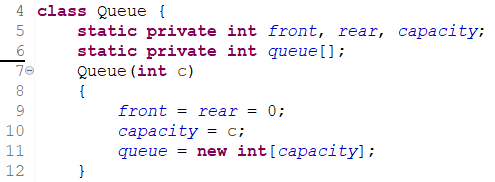 4 class Queue {
5     static private int front, rear, capacity;
6     static private int queue[];
7     Queue(int c)
8     {
9         front = rear = 0;
10         capacity = c;
11         queue = new int[capacity];
12     }